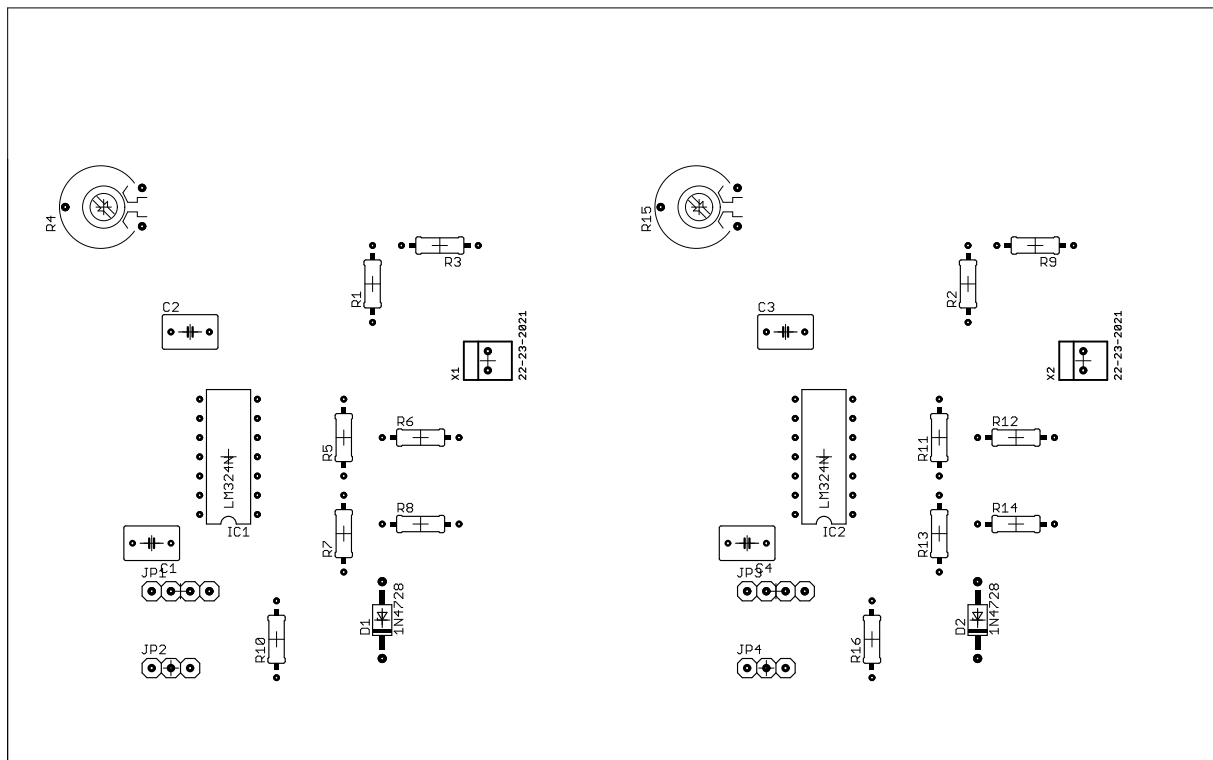 R4
R15
R3
R9
R1
R2
C2
C3
X1
22-23-2021
X2
22-23-2021
R5
R6
R11
R12
LM324N
LM324N
R8
R14
IC1
R7
IC2
R13
C1
JP1
C4
JP3
D1
1N4728
D2
1N4728
R10
R16
JP2
JP4